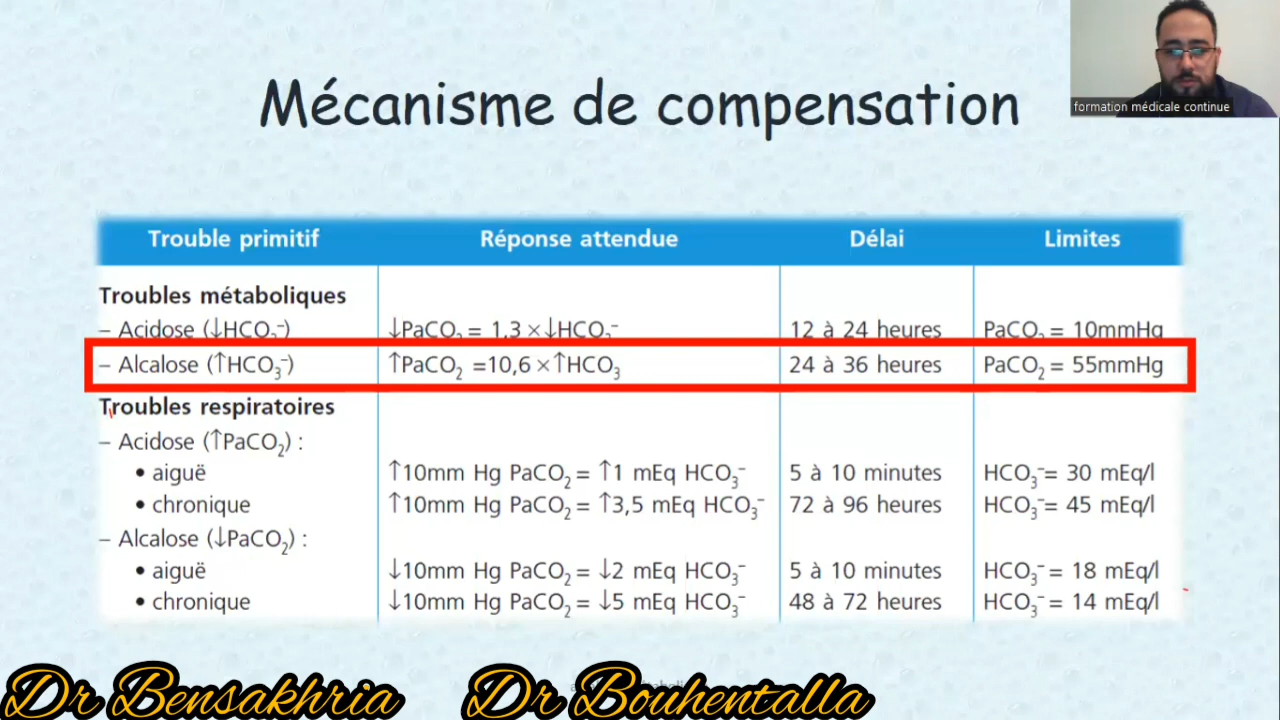 formation médicale continue
Mécanisme de compensation
Trouble primitif Réponse attendue Délai Limites
Troubles métaboliques
– Acidose (↓HCO₃⁻) ↓PaCO₂ = 1,3 × ↓HCO₃⁻ 12 à 24 heures PaCO₂ = 10mmHg
– Alcalose (↑HCO₃⁻) ↑PaCO₂ =10,6 × ↑HCO₃ 24 à 36 heures PaCO₂ = 55mmHg
Troubles respiratoires
– Acidose (↑PaCO₂) :
• aiguë ↑10mm Hg PaCO₂ = ↑1 mEq HCO₃⁻ 5 à 10 minutes HCO₃⁻= 30 mEq/l
• chronique ↑10mm Hg PaCO₂ = ↑3,5 mEq HCO₃⁻ 72 à 96 heures HCO₃⁻= 45 mEq/l
– Alcalose (↓PaCO₂) :
• aiguë ↓10mm Hg PaCO₂ = ↓2 mEq HCO₃⁻ 5 à 10 minutes HCO₃⁻ = 18 mEq/l
• chronique ↓10mm Hg PaCO₂ = ↓5 mEq HCO₃⁻ 48 à 72 heures HCO₃⁻ = 14 mEq/l
Dr Bensakhria Dr Bouhentalla